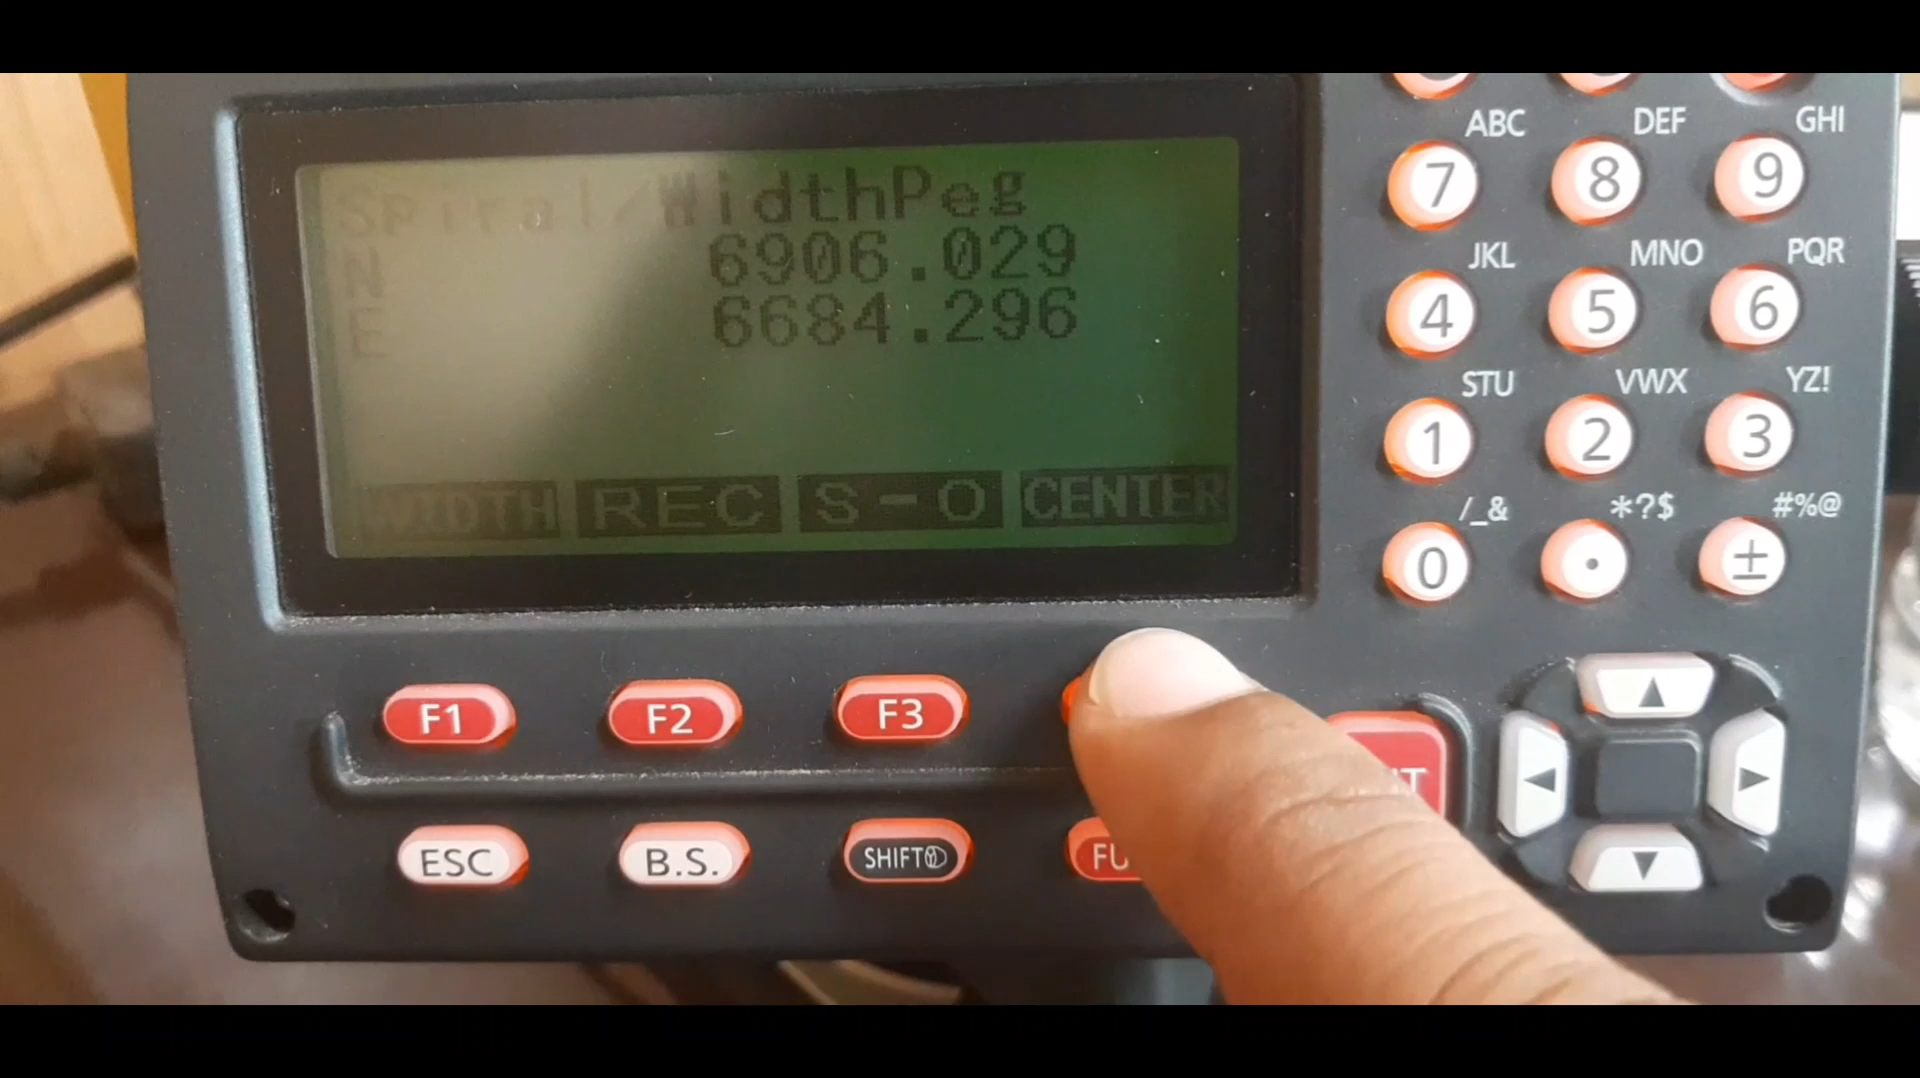 Spiral/WidthPeg
N 6906.029
E 6684.296
WIDTH REC S-O CENTER
ABC DEF GHI
7 8 9
JKL MNO PQR
4 5 6
STU VWX YZ!
1 2 3
/_& *?$ #%@
0 . ±
F1 F2 F3
ESC B.S. SHIFT